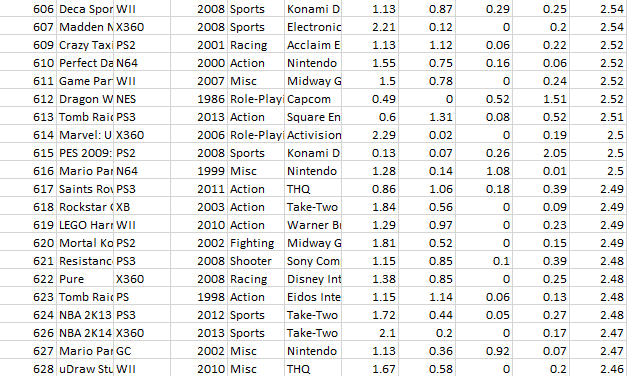 606 Deca Spor WII 2008 Sports Konami D 1.13 0.87 0.29 0.25 2.54
607 Madden N X360 2008 Sports Electronic 2.21 0.12 0 0.2 2.54
609 Crazy Taxi PS2 2001 Racing Acclaim E 1.13 1.12 0.06 0.22 2.52
610 Perfect Da N64 2000 Action Nintendo 1.55 0.75 0.16 0.06 2.52
611 Game Par WII 2007 Misc Midway G 1.5 0.78 0 0.24 2.52
612 Dragon W NES 1986 Role-Playi Capcom 0.49 0 0.52 1.51 2.52
613 Tomb Raid PS3 2013 Action Square En 0.6 1.31 0.08 0.52 2.51
614 Marvel: U X360 2006 Role-Playi Activision 2.29 0.02 0 0.19 2.5
615 PES 2009: PS2 2008 Sports Konami D 0.13 0.07 0.26 2.05 2.5
616 Mario Par N64 1999 Misc Nintendo 1.28 0.14 1.08 0.01 2.5
617 Saints Rov PS3 2011 Action THQ 0.86 1.06 0.18 0.39 2.49
618 Rockstar G XB 2003 Action Take-Two 1.84 0.56 0 0.09 2.49
619 LEGO Harr WII 2010 Action Warner Br 1.29 0.97 0 0.23 2.49
620 Mortal Ko PS2 2002 Fighting Midway G 1.81 0.52 0 0.15 2.49
621 Resistanc PS3 2008 Shooter Sony Com 1.15 0.85 0.1 0.39 2.48
622 Pure X360 2008 Racing Disney Int 1.38 0.85 0 0.25 2.48
623 Tomb Raid PS 1998 Action Eidos Inte 1.15 1.14 0.06 0.13 2.48
624 NBA 2K13 PS3 2012 Sports Take-Two 1.72 0.44 0.05 0.27 2.48
626 NBA 2K14 X360 2013 Sports Take-Two 2.1 0.2 0 0.17 2.47
627 Mario Par GC 2002 Misc Nintendo 1.13 0.36 0.92 0.07 2.47
628 uDraw Stu WII 2010 Misc THQ 1.67 0.58 0 0.2 2.46